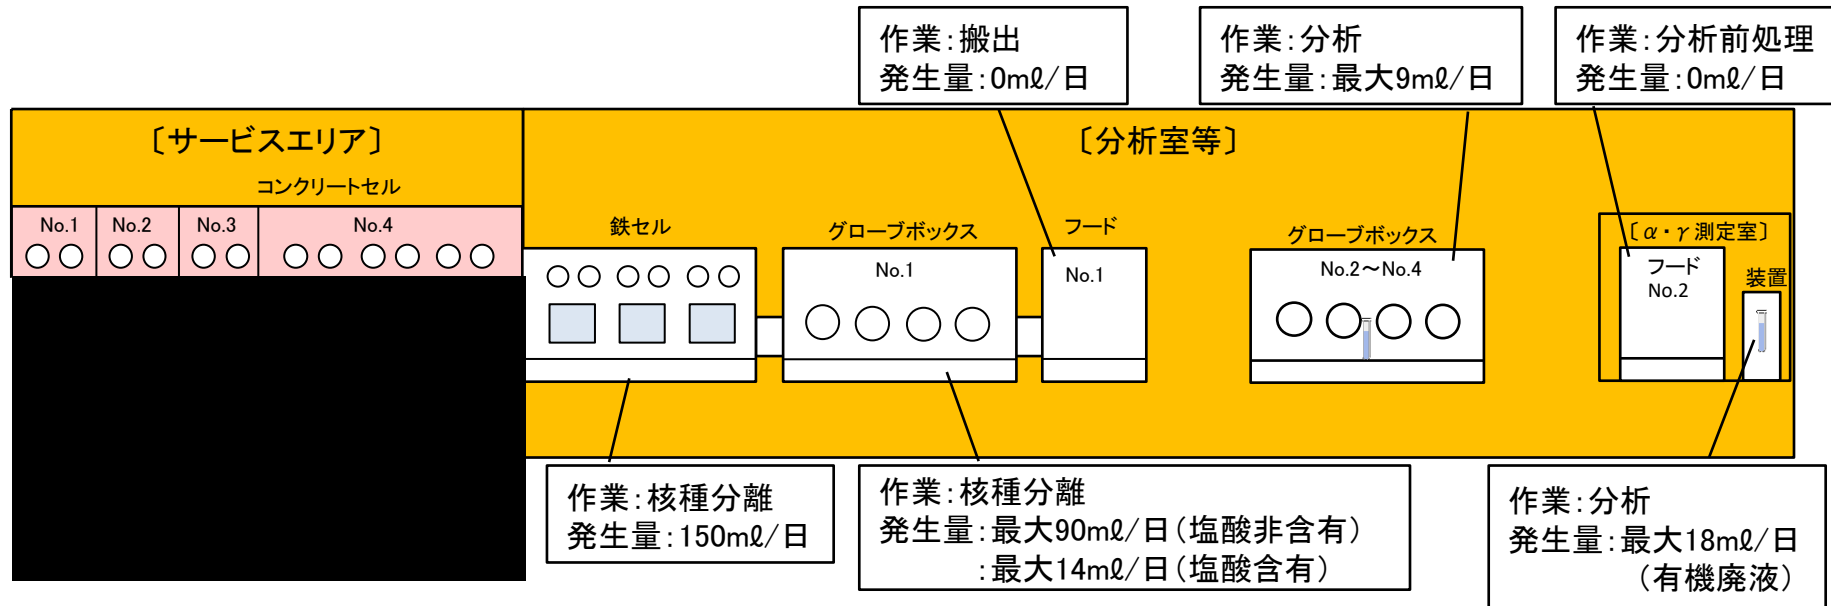 作業:搬出
発生量:0mℓ/日
作業:分析
発生量:最大9mℓ/日
作業:分析前処理
発生量:0mℓ/日
〔サービスエリア〕
〔分析室等〕
コンクリートセル
No.1
No.2
No.3
No.4
鉄セル
グローブボックス
No.1
フード
No.1
グローブボックス
No.2～No.4
〔α・γ測定室〕
フード
No.2
装置
作業:核種分離
発生量:150mℓ/日
作業:核種分離
発生量:最大90mℓ/日(塩酸非含有)
:最大14mℓ/日(塩酸含有)
作業:分析
発生量:最大18mℓ/日
(有機廃液)